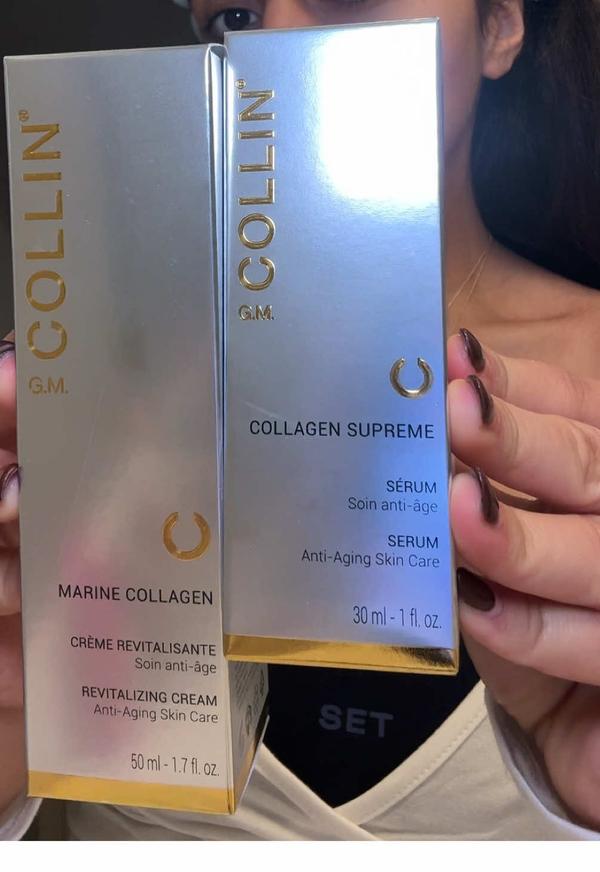 G.M. COLLIN®
MARINE COLLAGEN
CRÈME REVITALISANTE
Soin anti-âge
REVITALIZING CREAM
Anti-Aging Skin Care
50 ml - 1.7 fl. oz.
G.M. COLLIN®
COLLAGEN SUPREME
SÉRUM
Soin anti-âge
SERUM
Anti-Aging Skin Care
30 ml - 1 fl. oz.
SET